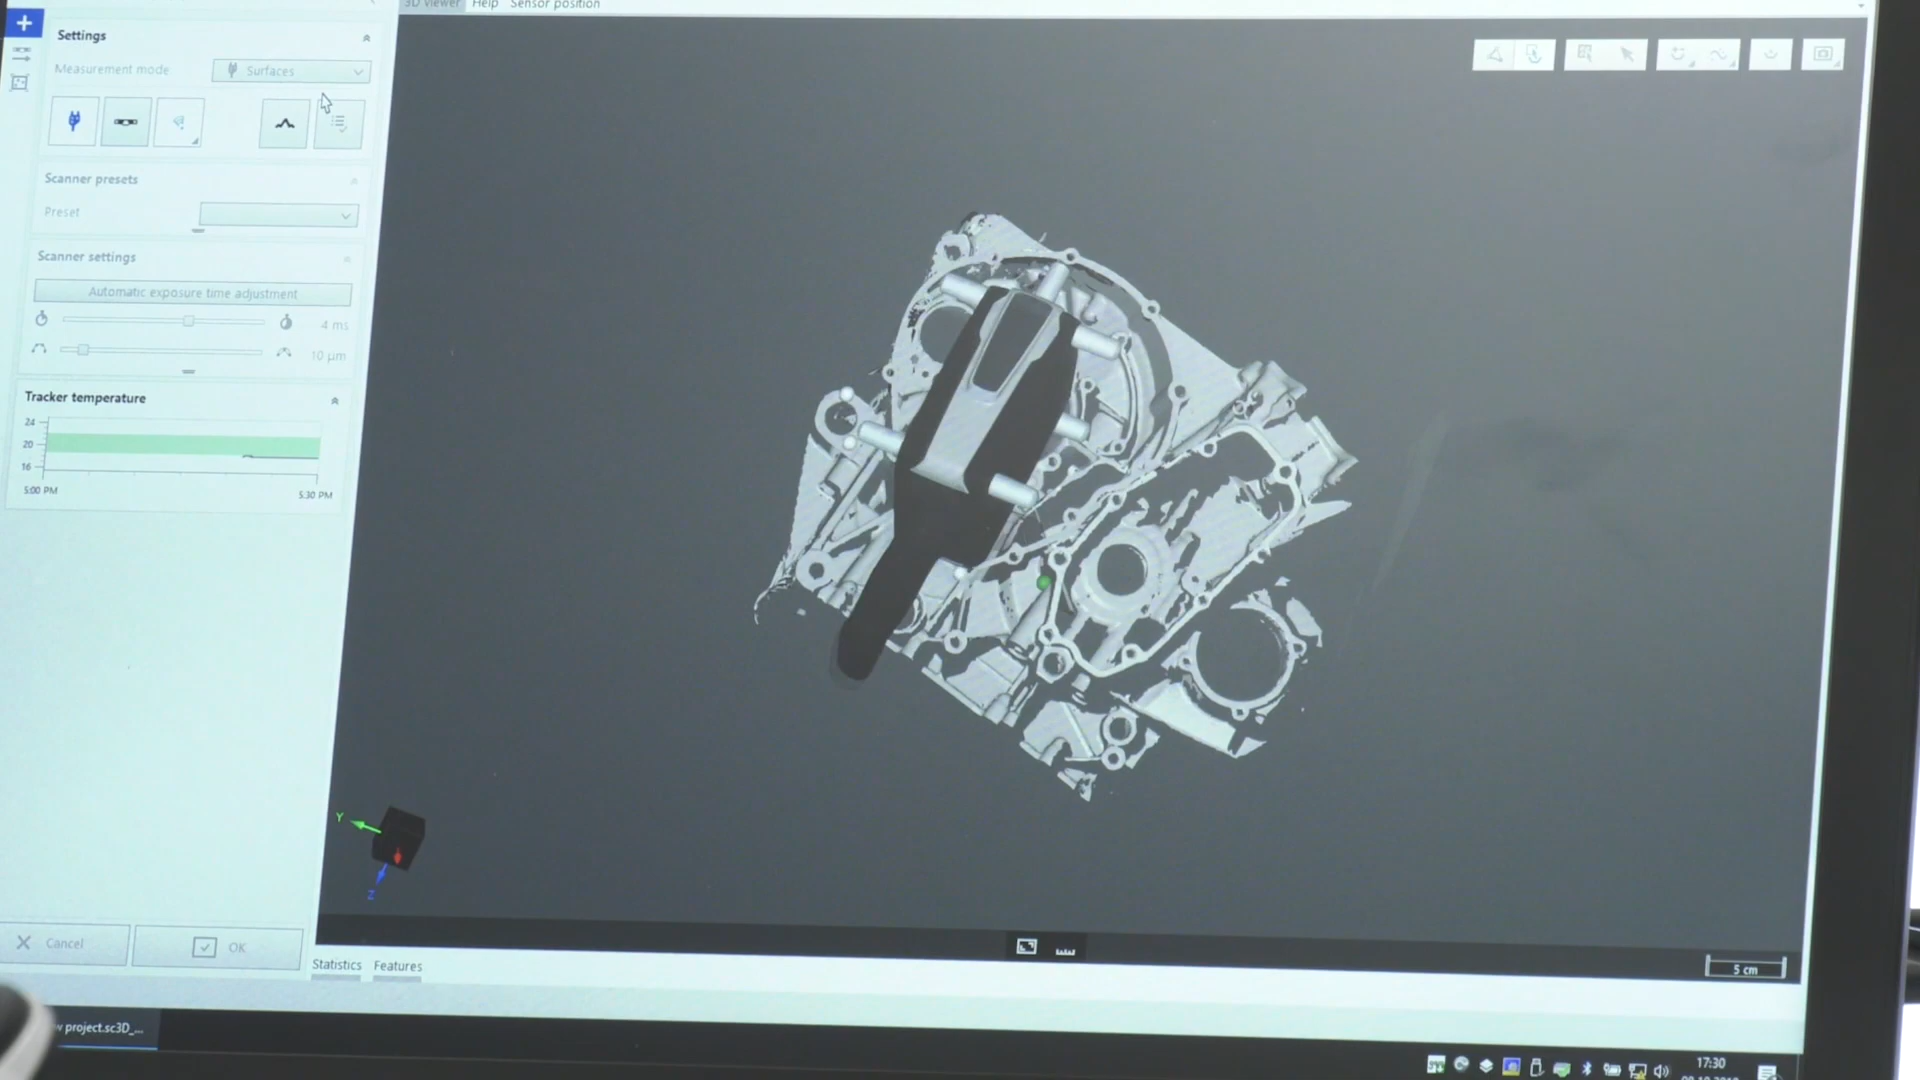 3D Viewer Help Sensor position
Settings
Measurement mode Surfaces
Scanner presets
Preset
Scanner settings
Automatic exposure time adjustment
4 ms
10 µm
Tracker temperature
24
20
16
5:00 PM 5:30 PM
Y
Z
Cancel OK
Statistics Features
5 cm
project.sc3D_...
17:30